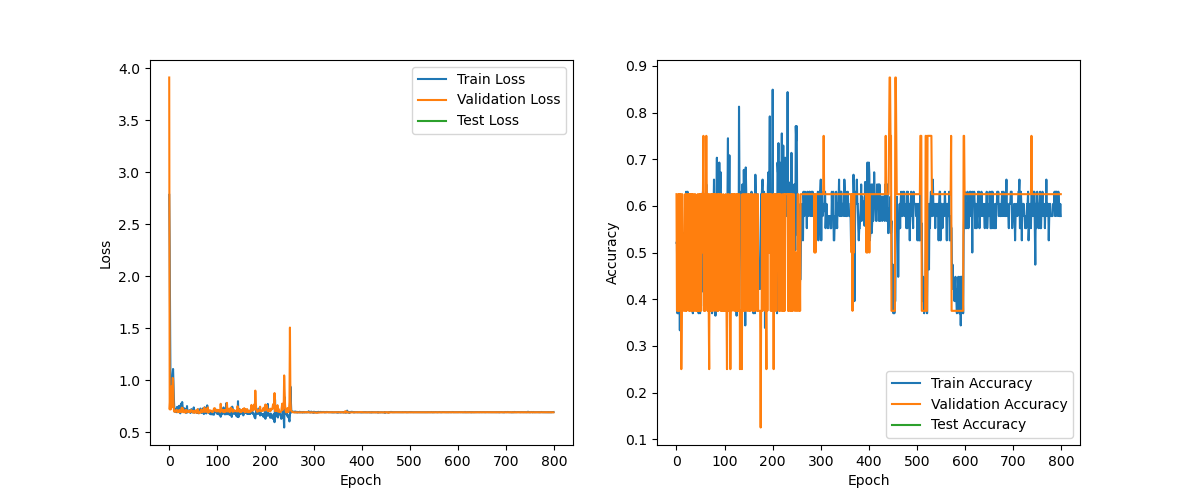 4.0
3.5
3.0
2.5
2.0
1.5
1.0
0.5
Loss
0 100 200 300 400 500 600 700 800
Epoch
Train Loss
Validation Loss
Test Loss
0.9
0.8
0.7
0.6
0.5
0.4
0.3
0.2
0.1
Accuracy
0 100 200 300 400 500 600 700 800
Epoch
Train Accuracy
Validation Accuracy
Test Accuracy